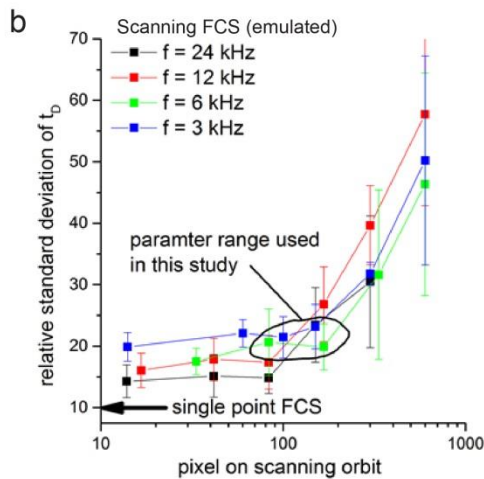 b
Scanning FCS (emulated)
f = 24 kHz
f = 12 kHz
f = 6 kHz
f = 3 kHz
paramter range used
in this study
single point FCS
relative standard deviation of t_D
70
60
50
40
30
20
10
10
100
1000
pixel on scanning orbit